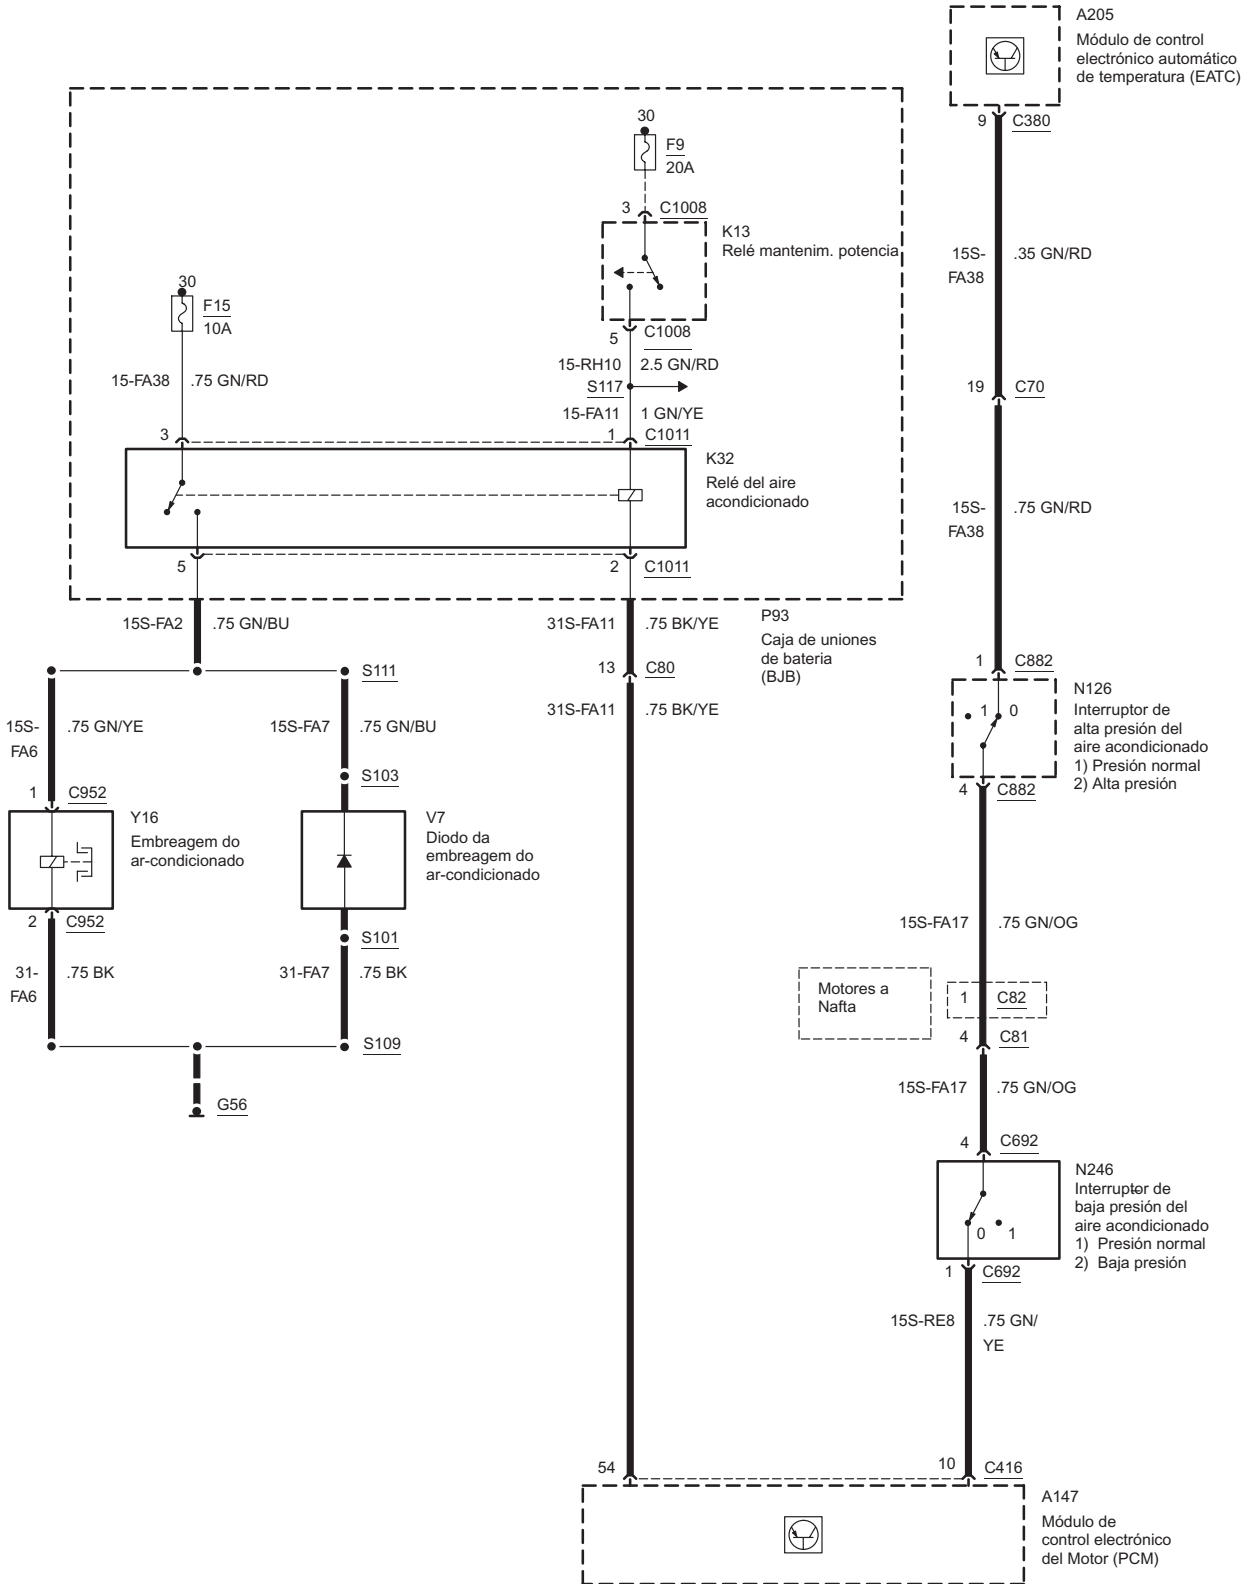 A205
Módulo de control
electrónico automático
de temperatura (EATC)
9 C380
30
F9
20A
3 C1008
K13
Relé mantenim. potencia
15S-
FA38
.35 GN/RD
30
F15
10A
5 C1008
15-FA38 .75 GN/RD
15-RH10 2.5 GN/RD
S117
15-FA11 1 GN/YE
19 C70
3
1 C1011
K32
Relé del aire
acondicionado
15S-
FA38
.75 GN/RD
5
2 C1011
15S-FA2 .75 GN/BU
31S-FA11 .75 BK/YE
P93
Caja de uniones
de bateria
(BJB)
13 C80
S111
1 C882
N126
Interruptor de
alta presión del
aire acondicionado
1) Presión normal
2) Alta presión
1 0
31S-FA11 .75 BK/YE
15S-
FA6
.75 GN/YE
15S-FA7 .75 GN/BU
S103
4 C882
1 C952
Y16
Embreagem do
ar-condicionado
V7
Diodo da
embreagem do
ar-condicionado
2 C952
S101
15S-FA17 .75 GN/OG
31-
FA6
.75 BK
31-FA7 .75 BK
Motores a
Nafta
1 C82
4 C81
S109
G56
15S-FA17 .75 GN/OG
4 C692
N246
Interruptor de
baja presión del
aire acondicionado
1) Presión normal
2) Baja presión
0 1
1 C692
15S-RE8 .75 GN/
YE
54
10 C416
A147
Módulo de
control electrónico
del Motor (PCM)